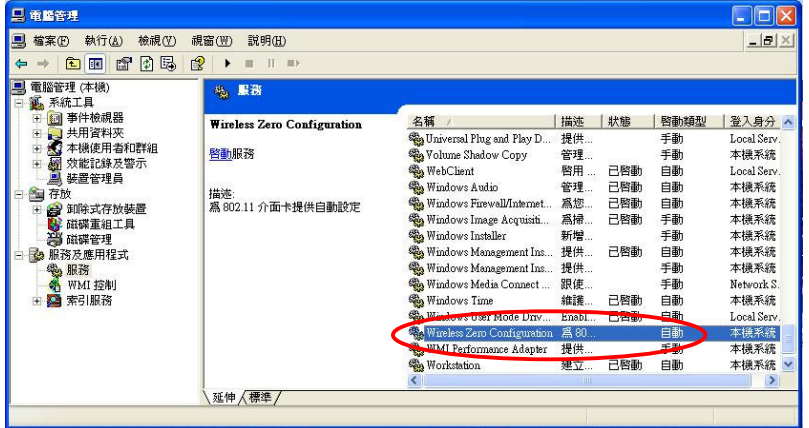 電腦管理
檔案(F) 執行(A) 檢視(V) 視窗(W) 說明(H)
電腦管理 (本機)
系統工具
事件檢視器
共用資料夾
本機使用者和群組
效能記錄及警示
裝置管理員
存放
卸除式存放裝置
磁碟重組工具
磁碟管理
服務及應用程式
服務
WMI 控制
索引服務
服務
Wireless Zero Configuration
啟動服務
描述:
為 802.11 介面卡提供自動設定
名稱 / 描述 狀態 啟動類型 登入身分
Universal Plug and Play D... 提供... 手動 Local Serv.
Volume Shadow Copy 管理... 手動 本機系統
WebClient 啟用 ... 已啟動 自動 Local Serv.
Windows Audio 管理... 已啟動 自動 本機系統
Windows Firewall/Internet... 為您... 已啟動 自動 本機系統
Windows Image Acquisiti... 為掃... 已啟動 手動 本機系統
Windows Installer 新增... 手動 本機系統
Windows Management Ins... 提供... 已啟動 自動 本機系統
Windows Management Ins... 提供... 手動 本機系統
Windows Media Connect ... 跟使... 手動 Network S.
Windows Time 維護... 已啟動 自動 本機系統
Windows User Mode Driv... Enabl... 已啟動 自動 Local Serv.
Wireless Zero Configuration 為 80... 自動 本機系統
WMI Performance Adapter 提供... 手動 本機系統
Workstation 建立... 已啟動 自動 本機系統
延伸 標準